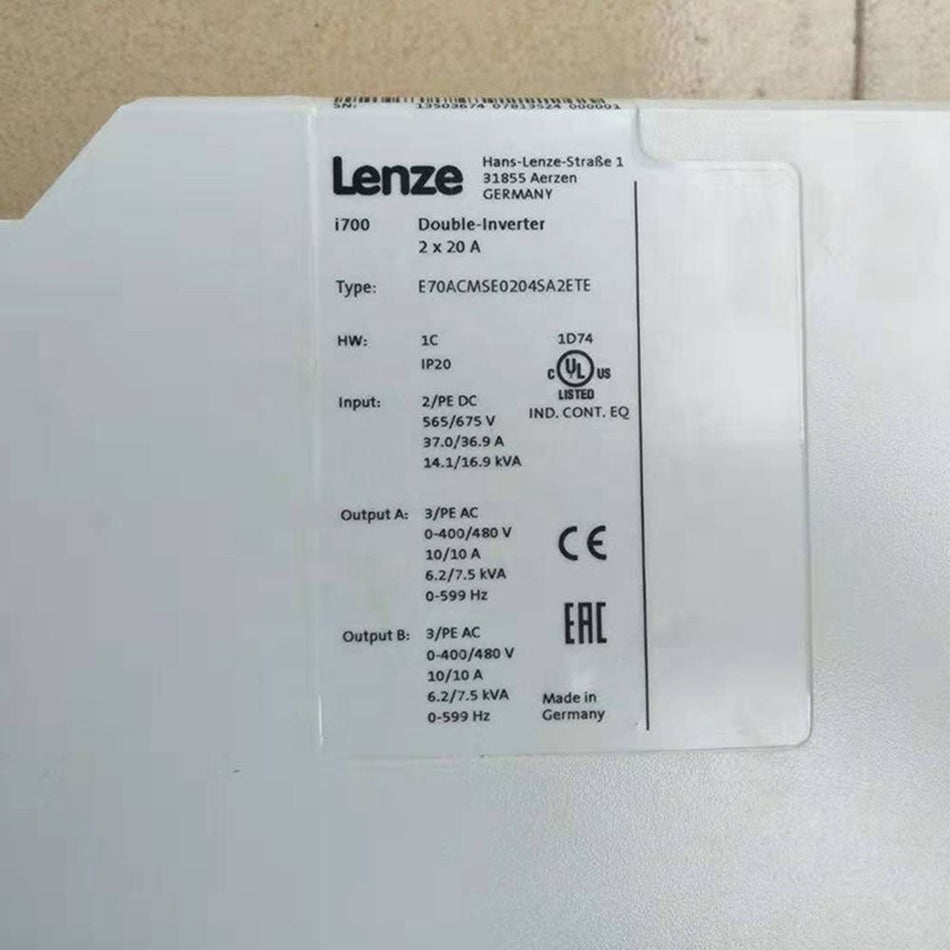 SN: 13503674 07813524 000001
Lenze
Hans-Lenze-Straße 1
31855 Aerzen
GERMANY
i700 Double-Inverter
2 x 20 A
Type: E70ACMSE0204SA2ETE
HW: 1C
IP20
1D74
C UL US
LISTED
IND. CONT. EQ
Input: 2/PE DC
565/675 V
37.0/36.9 A
14.1/16.9 kVA
Output A: 3/PE AC
0-400/480 V
10/10 A
6.2/7.5 kVA
0-599 Hz
CE
EAC
Output B: 3/PE AC
0-400/480 V
10/10 A
6.2/7.5 kVA
0-599 Hz
Made in
Germany